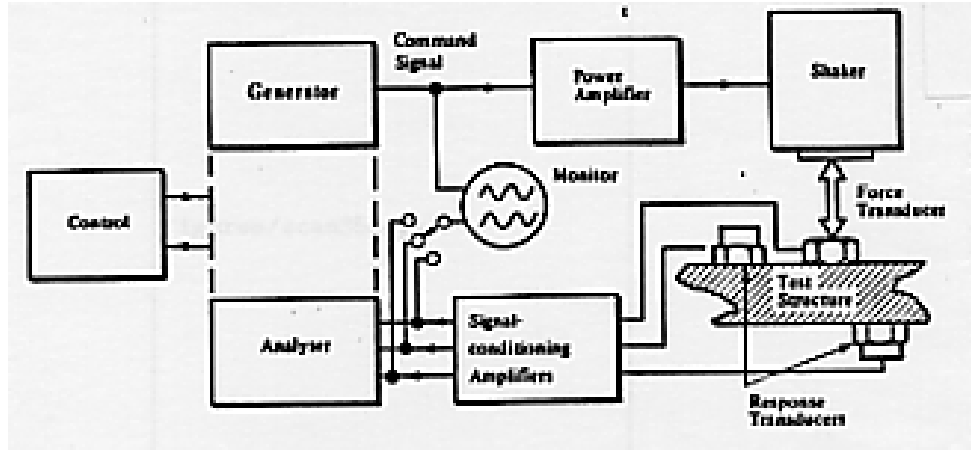 Command
Signal
Generator
Power
Amplifier
Shaker
Monitor
Force
Transducer
Control
Test
Structure
Analyser
Signal-
conditioning
Amplifiers
Response
Transducers